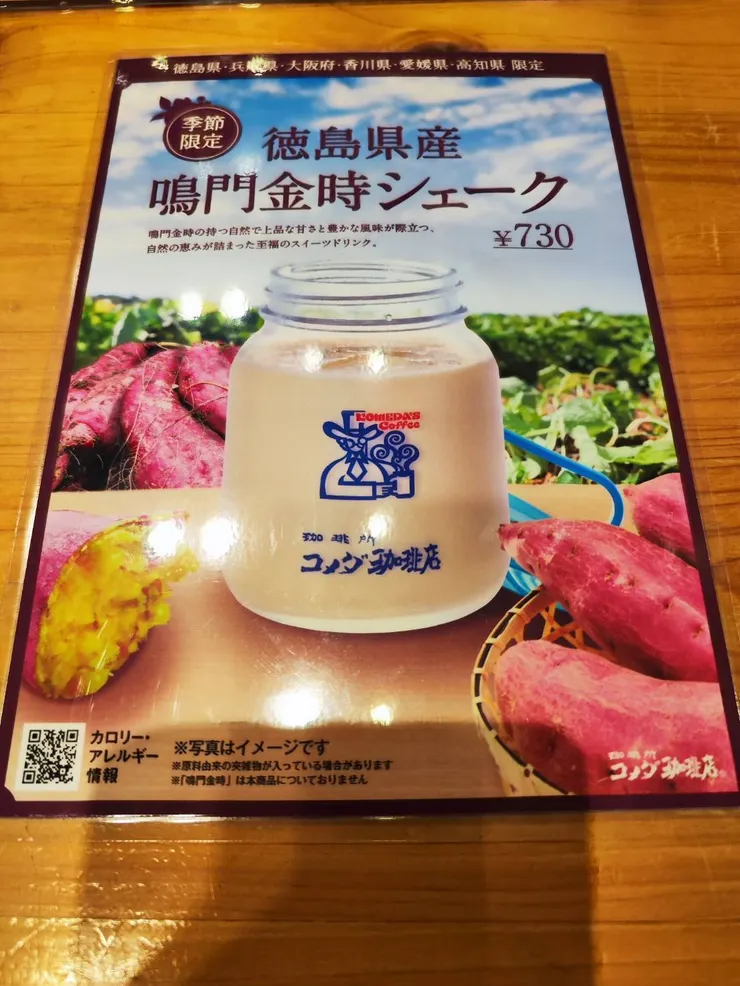 徳島県・兵庫県・大阪府・香川県・愛媛県・高知県 限定
季節
限定
徳島県産
鳴門金時シェーク
鳴門金時の持つ自然で上品な甘さと豊かな風味が際立つ、
自然の恵みが詰まった至福のスイーツドリンク。
¥730
KOMEDA'S
Coffee
珈琲所
コメダ珈琲店
カロリー・
アレルギー
情報
※写真はイメージです
※原料由来の夾雑物が入っている場合があります
※「鳴門金時」は本商品についておりません
珈琲所
コメダ珈琲店